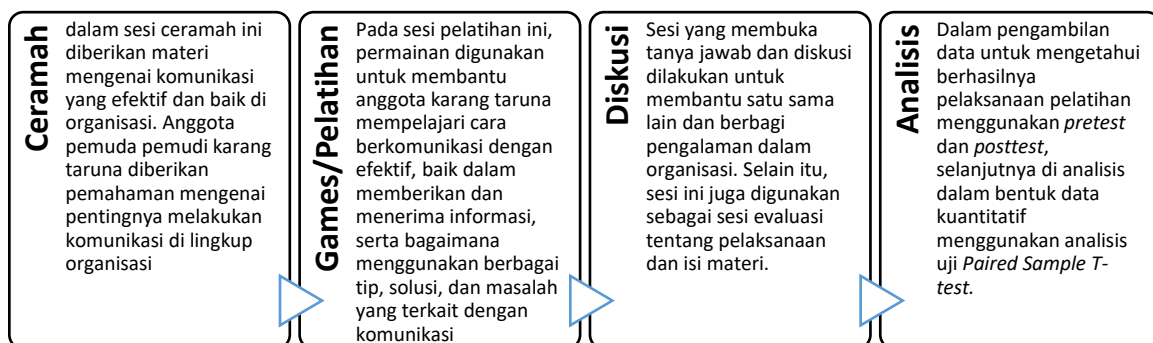 Ceramah
dalam sesi ceramah ini
diberikan materi
mengenai komunikasi
yang efektif dan baik di
organisasi. Anggota
pemuda pemudi karang
taruna diberikan
pemahaman mengenai
pentingnya melakukan
komunikasi di lingkup
organisasi
Games/Pelatihan
Pada sesi pelatihan ini,
permainan digunakan
untuk membantu
anggota karang taruna
mempelajari cara
berkomunikasi dengan
efektif, baik dalam
memberikan dan
menerima informasi,
serta bagaimana
menggunakan berbagai
tip, solusi, dan masalah
yang terkait dengan
komunikasi
Diskusi
Sesi yang membuka
tanya jawab dan diskusi
dilakukan untuk
membantu satu sama
lain dan berbagi
pengalaman dalam
organisasi. Selain itu,
sesi ini juga digunakan
sebagai sesi evaluasi
tentang pelaksanaan
dan isi materi.
Analisis
Dalam pengambilan
data untuk mengetahui
berhasilnya
pelaksanaan pelatihan
menggunakan pretest
dan posttest,
selanjutnya di analisis
dalam bentuk data
kuantitatif
menggunakan analisis
uji Paired Sample T-
test.